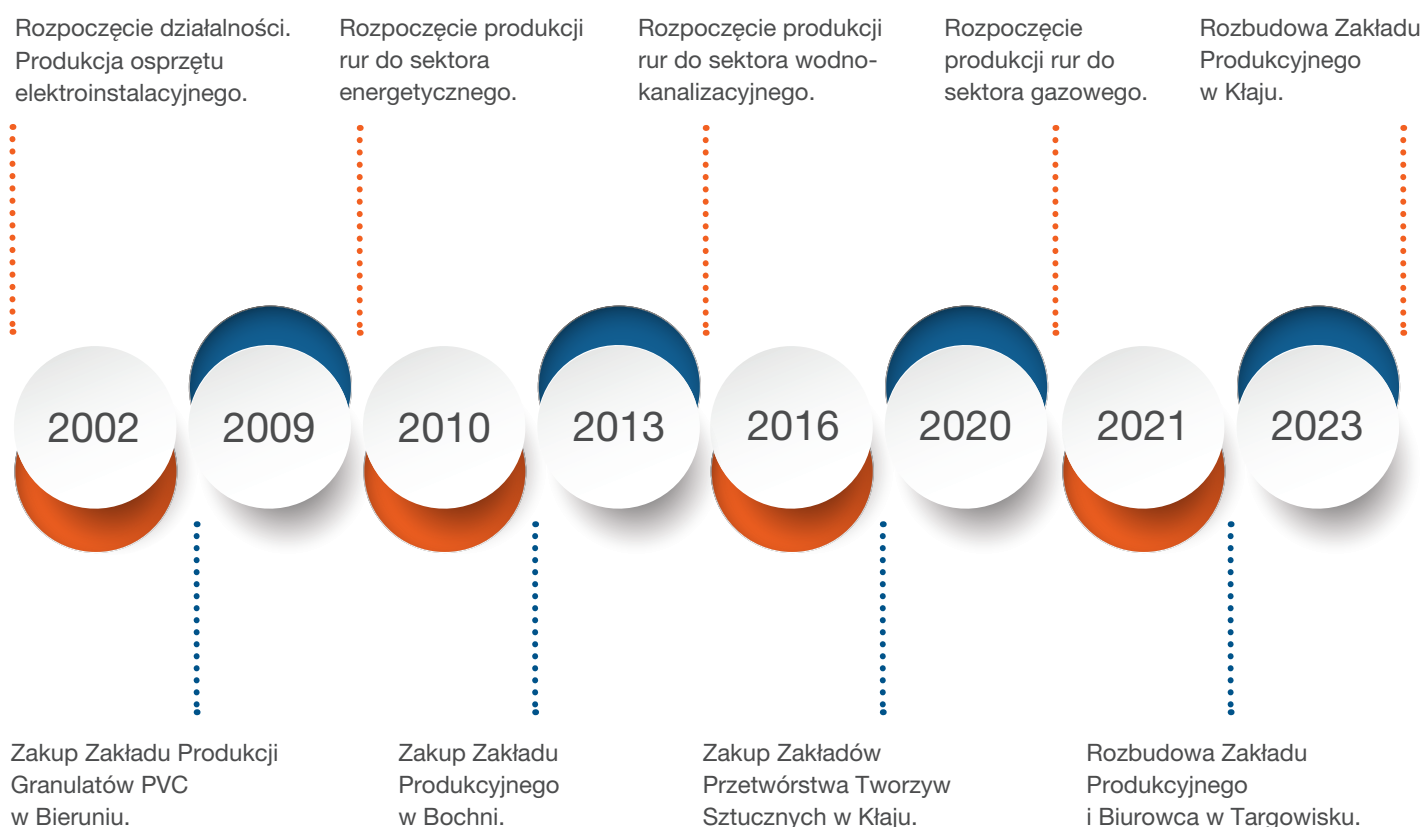 Rozpoczęcie działalności.
Produkcja osprzętu
elektroinstalacyjnego.
Rozpoczęcie produkcji
rur do sektora
energetycznego.
Rozpoczęcie produkcji
rur do sektora wodno-
kanalizacyjnego.
Rozpoczęcie
produkcji rur do
sektora gazowego.
Rozbudowa Zakładu
Produkcyjnego
w Kłaju.
2002
2009
2010
2013
2016
2020
2021
2023
Zakup Zakładu Produkcji
Granulatów PVC
w Bieruniu.
Zakup Zakładu
Produkcyjnego
w Bochni.
Zakup Zakładów
Przetwórstwa Tworzyw
Sztucznych w Kłaju.
Rozbudowa Zakładu
Produkcyjnego
i Biurowca w Targowisku.